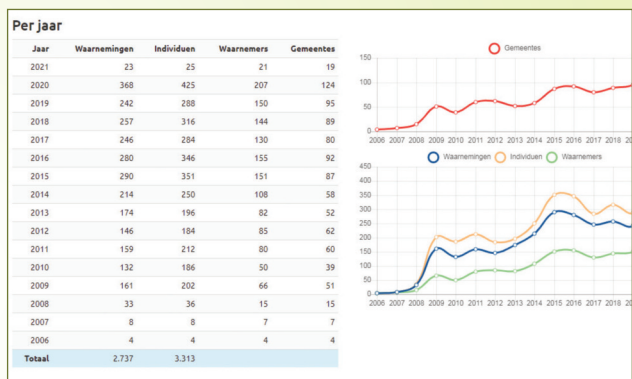 Per jaar
Jaar Waarnemingen Individuen Waarnemers Gemeentes
2021 23 25 21 19
2020 368 425 207 124
2019 242 288 150 95
2018 257 316 144 89
2017 246 284 130 80
2016 280 346 155 92
2015 290 351 151 87
2014 214 250 108 58
2013 174 196 82 52
2012 146 184 85 62
2011 159 212 80 60
2010 132 186 50 39
2009 161 202 66 51
2008 33 36 15 15
2007 8 8 7 7
2006 4 4 4 4
Totaal 2.737 3.313
Gemeentes
150
100
50
0
2006 2007 2008 2009 2010 2011 2012 2013 2014 2015 2016 2017 2018
Waarnemingen Individuen Waarnemers
450
400
350
300
250
200
150
100
50
0
2006 2007 2008 2009 2010 2011 2012 2013 2014 2015 2016 2017 2018